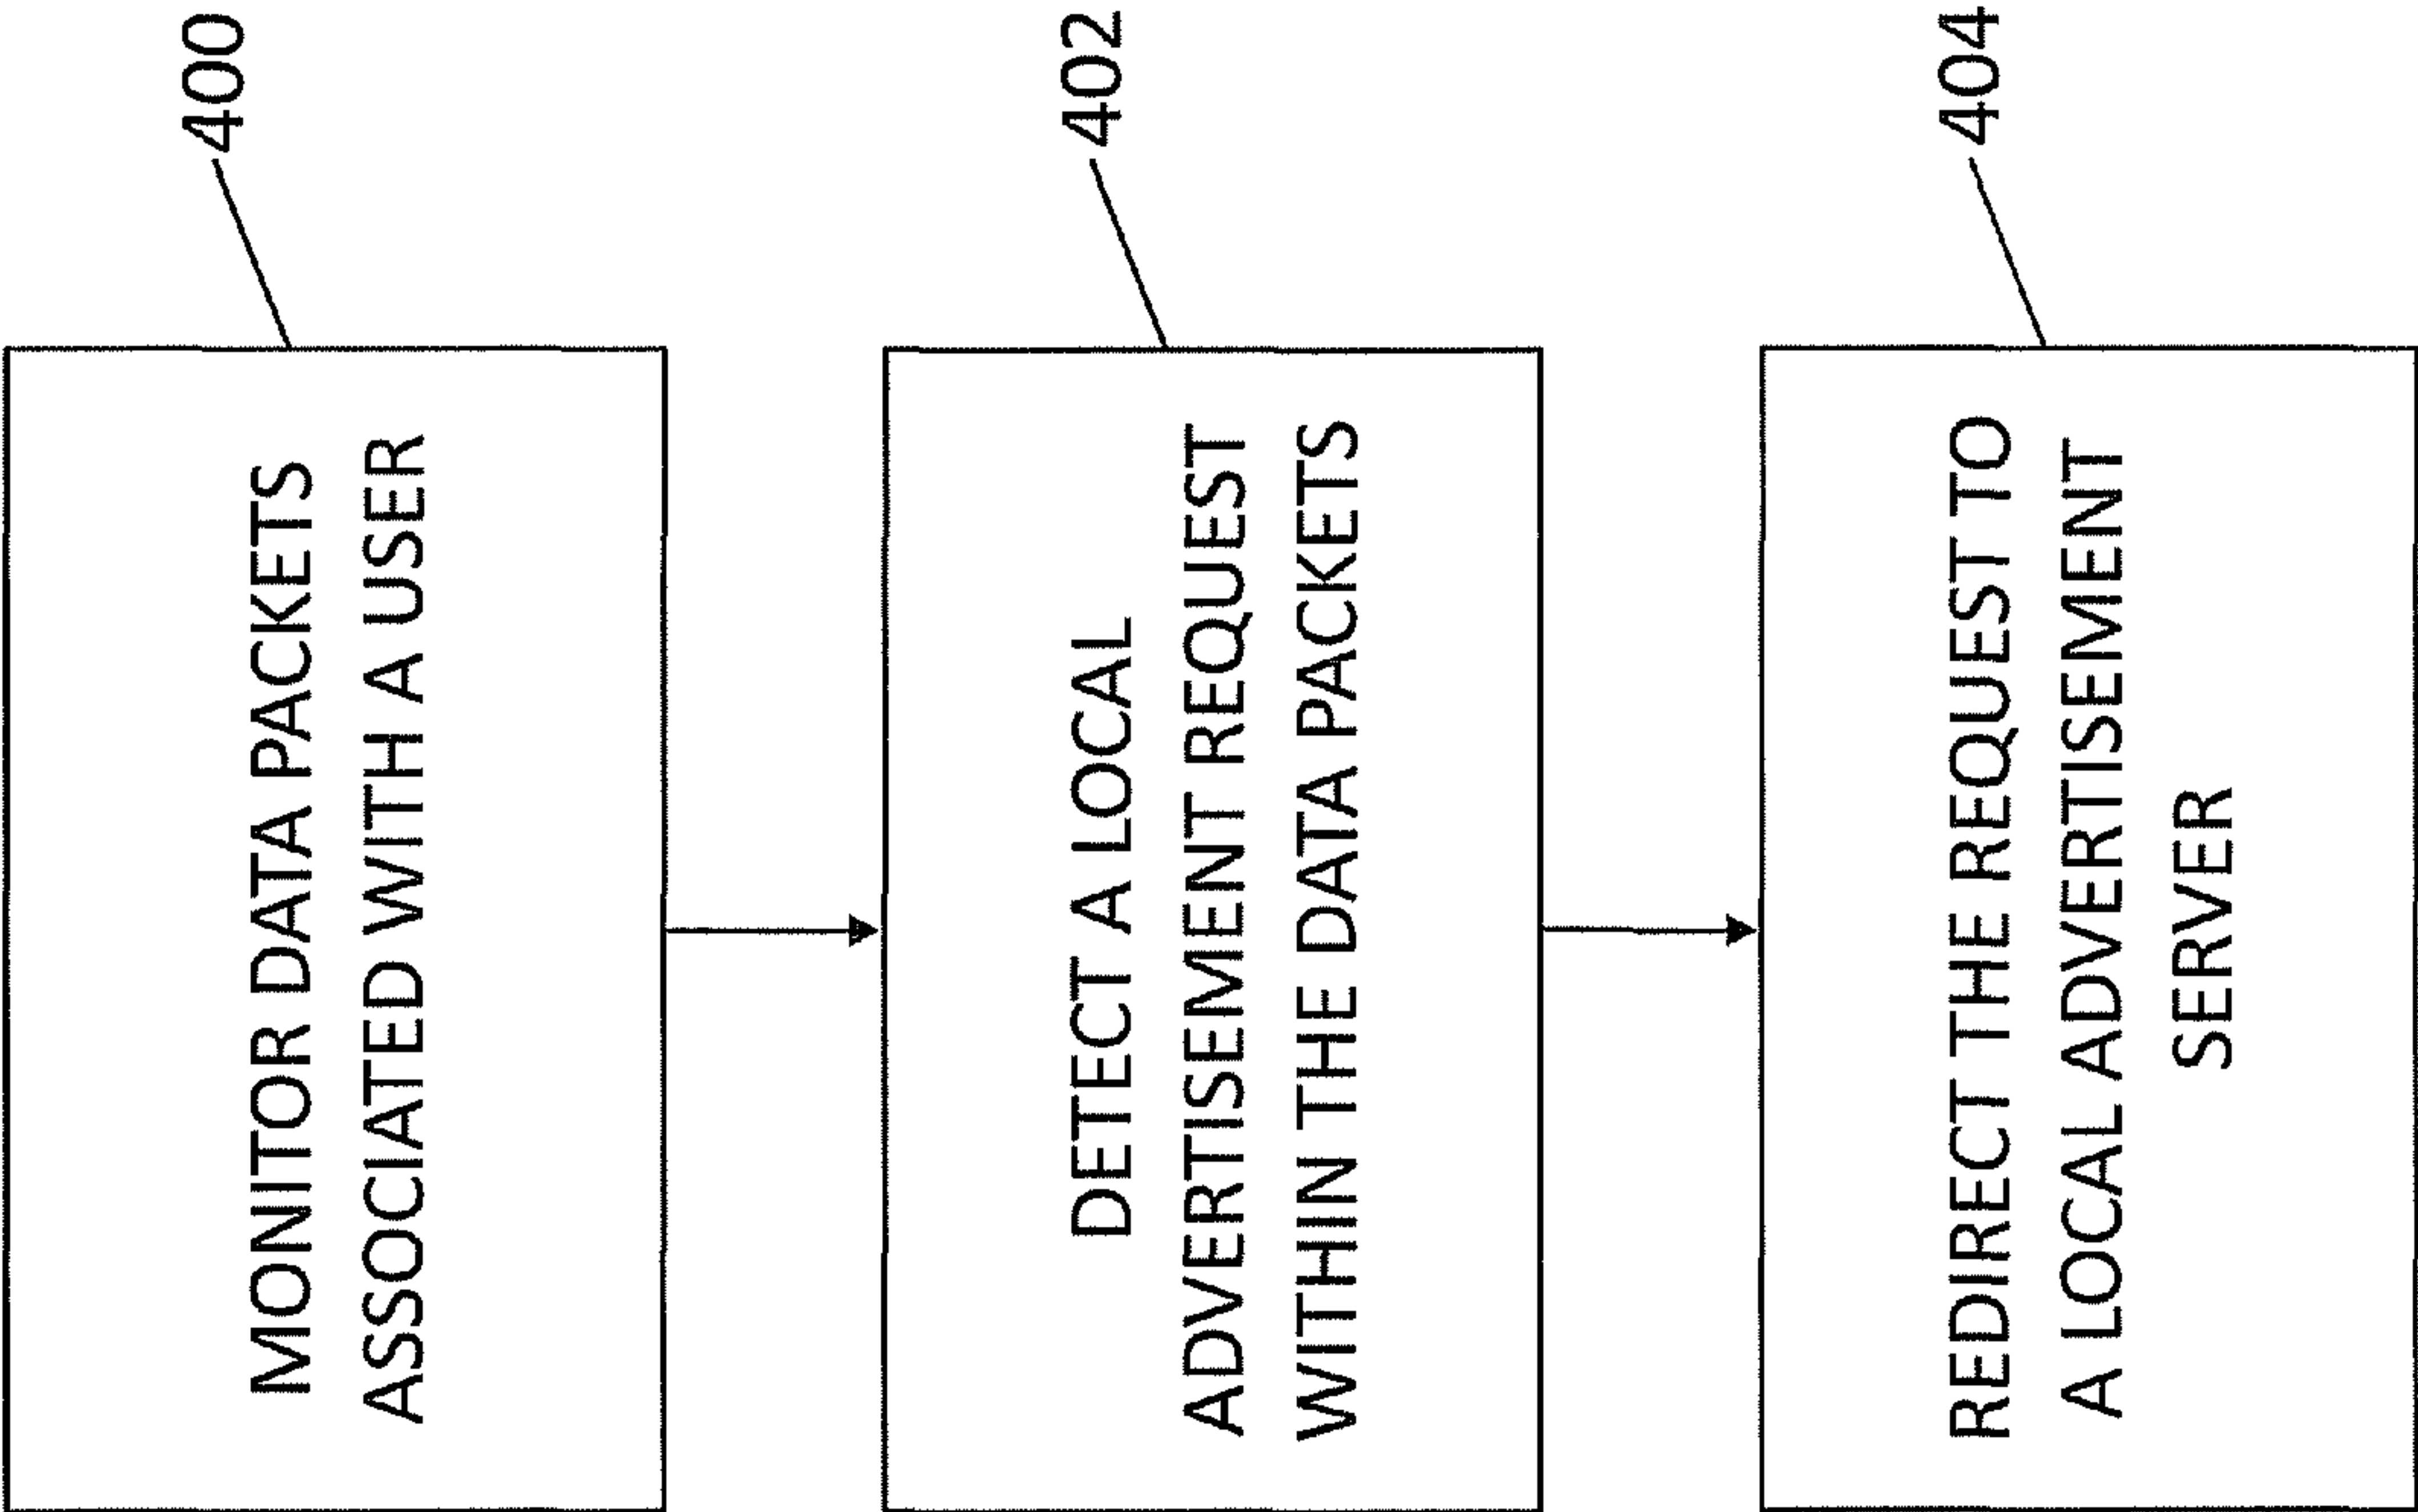 MONITOR DATA PACKETS
ASSOCIATED WITH A USER
400
DETECT A LOCAL
ADVERTISEMENT REQUEST
WITHIN THE DATA PACKETS
402
REDIRECT THE REQUEST TO
A LOCAL ADVERTISEMENT
SERVER
404